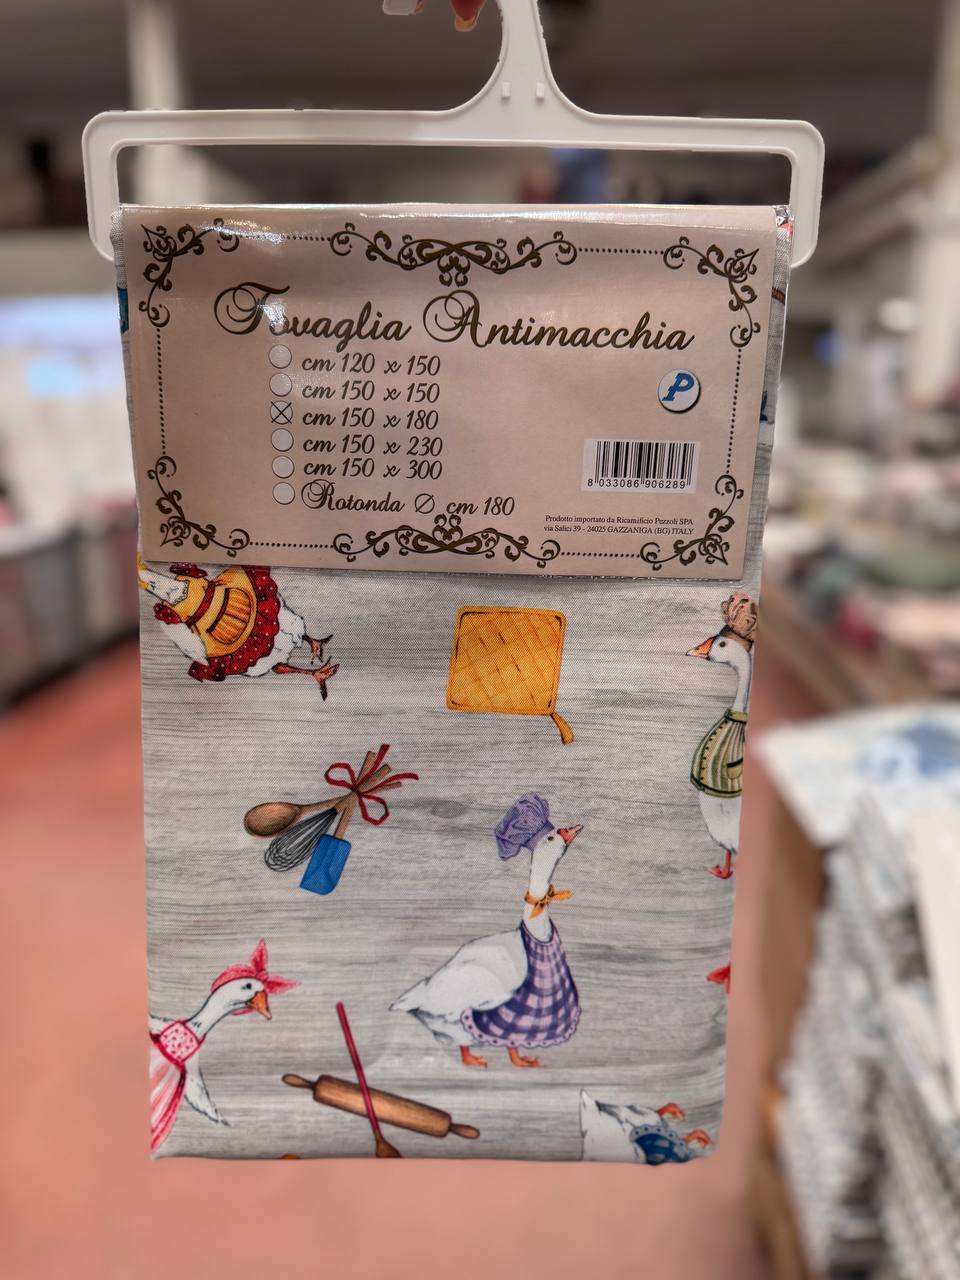 Tovaglia Antimacchia
cm 120 x 150
cm 150 x 150
cm 150 x 180
cm 150 x 230
cm 150 x 300
Rotonda Ø cm 180
P
8 033086 906289
Prodotto importato da Ricamificio Pezzoli SPA
via Salici 39 - 24025 GAZZANIGA (BG) ITALY